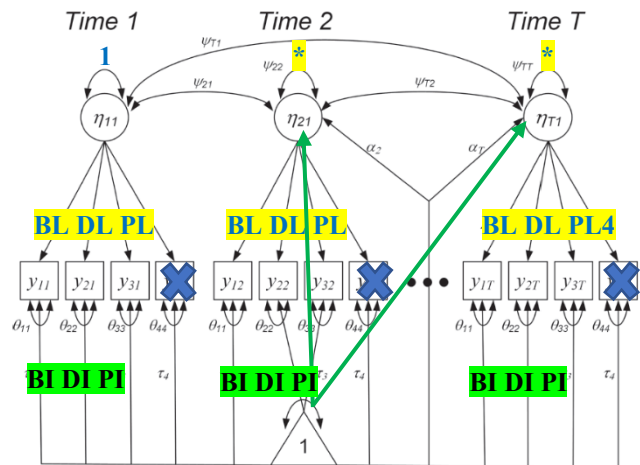 Time 1 Time 2 Time T
1 * *
ψT1
ψ22 ψTT
ψ21 ψT2
η11 η21 ηT1
α2 αT
BL DL PL BL DL PL BL DL PL4
y11 y21 y31 y12 y22 y32 y1T y2T y3T
θ11 θ22 θ33 θ44 θ11 θ22 θ33 θ44 θ11 θ22 θ33 θ44
BI DI PI τ4 BI DI PI τ3 τ4 BI DI PI τ4
1